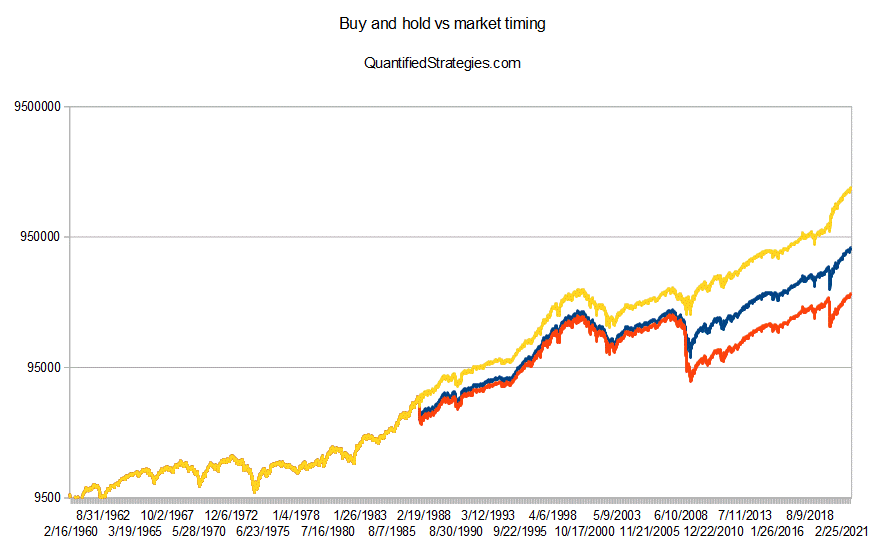 Buy and hold vs market timing
QuantifiedStrategies.com
9500000
950000
95000
9500
8/31/1962 10/2/1967 12/6/1972 1/4/1978 1/26/1983 2/19/1988 3/12/1993 4/6/1998 5/9/2003 6/10/2008 7/11/2013 8/9/2018
2/16/1960 3/19/1965 5/28/1970 6/23/1975 7/16/1980 8/7/1985 8/30/1990 9/22/1995 10/17/2000 11/21/2005 12/22/2010 1/26/2016 2/25/2021